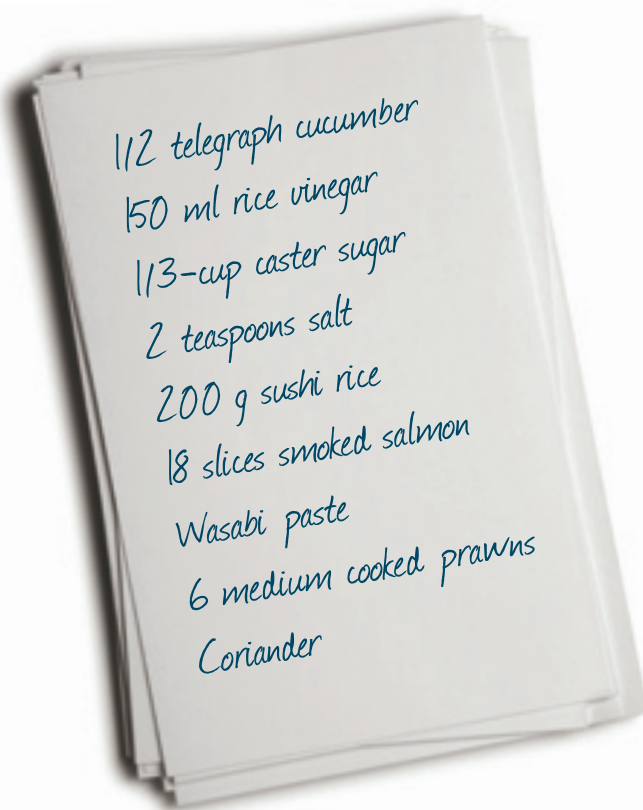 1/2 telegraph cucumber
150 ml rice vinegar
1/3-cup caster sugar
2 teaspoons salt
200 g sushi rice
18 slices smoked salmon
Wasabi paste
6 medium cooked prawns
Coriander